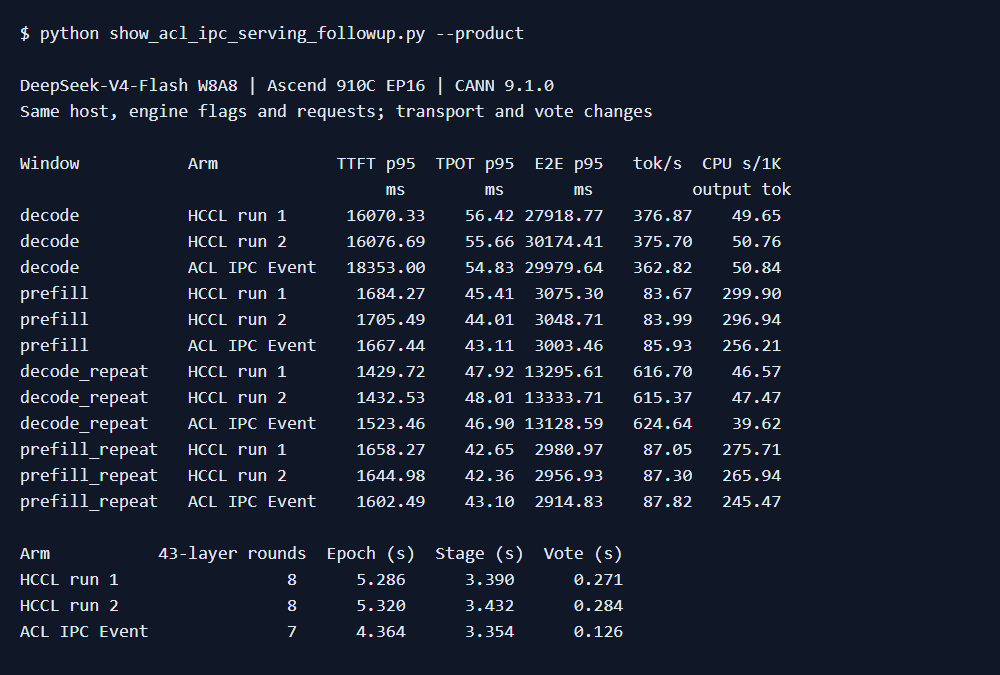 $ python show_acl_ipc_serving_followup.py --product
DeepSeek-V4-Flash W8A8 | Ascend 910C EP16 | CANN 9.1.0
Same host, engine flags and requests; transport and vote changes
Window Arm TTFT p95 TPOT p95 E2E p95 tok/s CPU s/1K
ms ms ms output tok
decode HCCL run 1 16070.33 56.42 27918.77 376.87 49.65
decode HCCL run 2 16076.69 55.66 30174.41 375.70 50.76
decode ACL IPC Event 18353.00 54.83 29979.64 362.82 50.84
prefill HCCL run 1 1684.27 45.41 3075.30 83.67 299.90
prefill HCCL run 2 1705.49 44.01 3048.71 83.99 296.94
prefill ACL IPC Event 1667.44 43.11 3003.46 85.93 256.21
decode_repeat HCCL run 1 1429.72 47.92 13295.61 616.70 46.57
decode_repeat HCCL run 2 1432.53 48.01 13333.71 615.37 47.47
decode_repeat ACL IPC Event 1523.46 46.90 13128.59 624.64 39.62
prefill_repeat HCCL run 1 1658.27 42.65 2980.97 87.05 275.71
prefill_repeat HCCL run 2 1644.98 42.36 2956.93 87.30 265.94
prefill_repeat ACL IPC Event 1602.49 43.10 2914.83 87.82 245.47
Arm 43-layer rounds Epoch (s) Stage (s) Vote (s)
HCCL run 1 8 5.286 3.390 0.271
HCCL run 2 8 5.320 3.432 0.284
ACL IPC Event 7 4.364 3.354 0.126